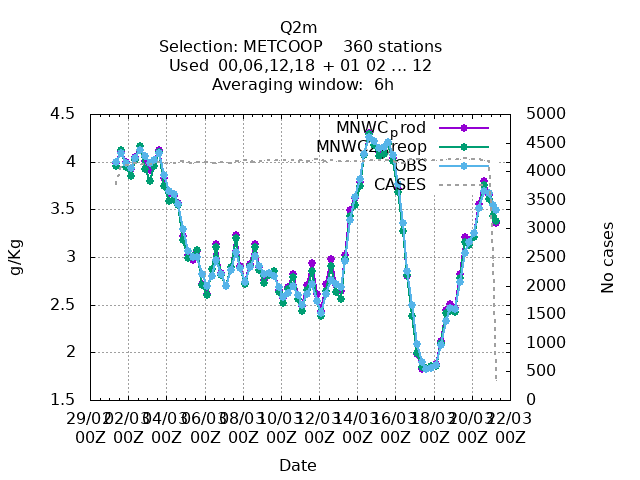 Q2m
Selection: METCOOP 360 stations
Used 00,06,12,18 + 01 02 ... 12
Averaging window: 6h
g/Kg
No cases
4.5
4
3.5
3
2.5
2
1.5
5000
4500
4000
3500
3000
2500
2000
1500
1000
500
0
MNWC_prod
OBS
CASES
29/02 02/03 04/03 06/03 08/03 10/03 12/03 14/03 16/03 18/03 20/03 22/03
00Z 00Z 00Z 00Z 00Z 00Z 00Z 00Z 00Z 00Z 00Z 00Z
Date